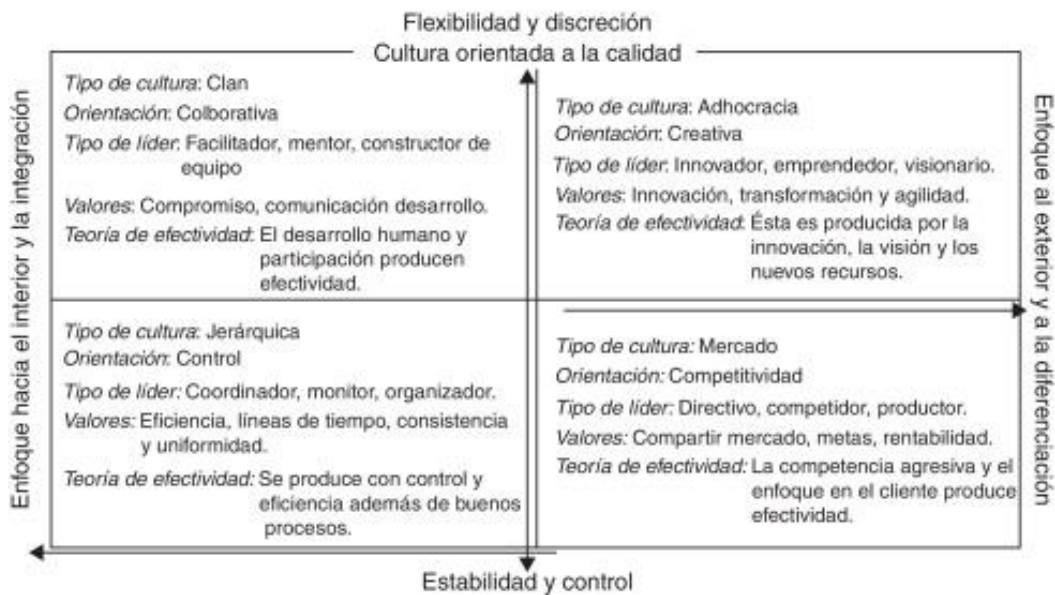 Flexibilidad y discreción
Cultura orientada a la calidad
Enfoque hacia el interior y la integración
Tipo de cultura: Clan
Orientación: Colborativa
Tipo de líder: Facilitador, mentor, constructor de
equipo
Valores: Compromiso, comunicación desarrollo.
Teoría de efectividad: El desarrollo humano y
participación producen
efectividad.
Tipo de cultura: Adhocracia
Orientación: Creativa
Tipo de líder: Innovador, emprendedor, visionario.
Valores: Innovación, transformación y agilidad.
Teoría de efectividad: Ésta es producida por la
innovación, la visión y los
nuevos recursos.
Tipo de cultura: Jerárquica
Orientación: Control
Tipo de líder: Coordinador, monitor, organizador.
Valores: Eficiencia, líneas de tiempo, consistencia
y uniformidad.
Teoría de efectividad: Se produce con control y
eficiencia además de buenos
procesos.
Tipo de cultura: Mercado
Orientación: Competitividad
Tipo de líder: Directivo, competidor, productor.
Valores: Compartir mercado, metas, rentabilidad.
Teoría de efectividad: La competencia agresiva y el
enfoque en el cliente produce
efectividad.
Enfoque al exterior y a la diferenciación
Estabilidad y control